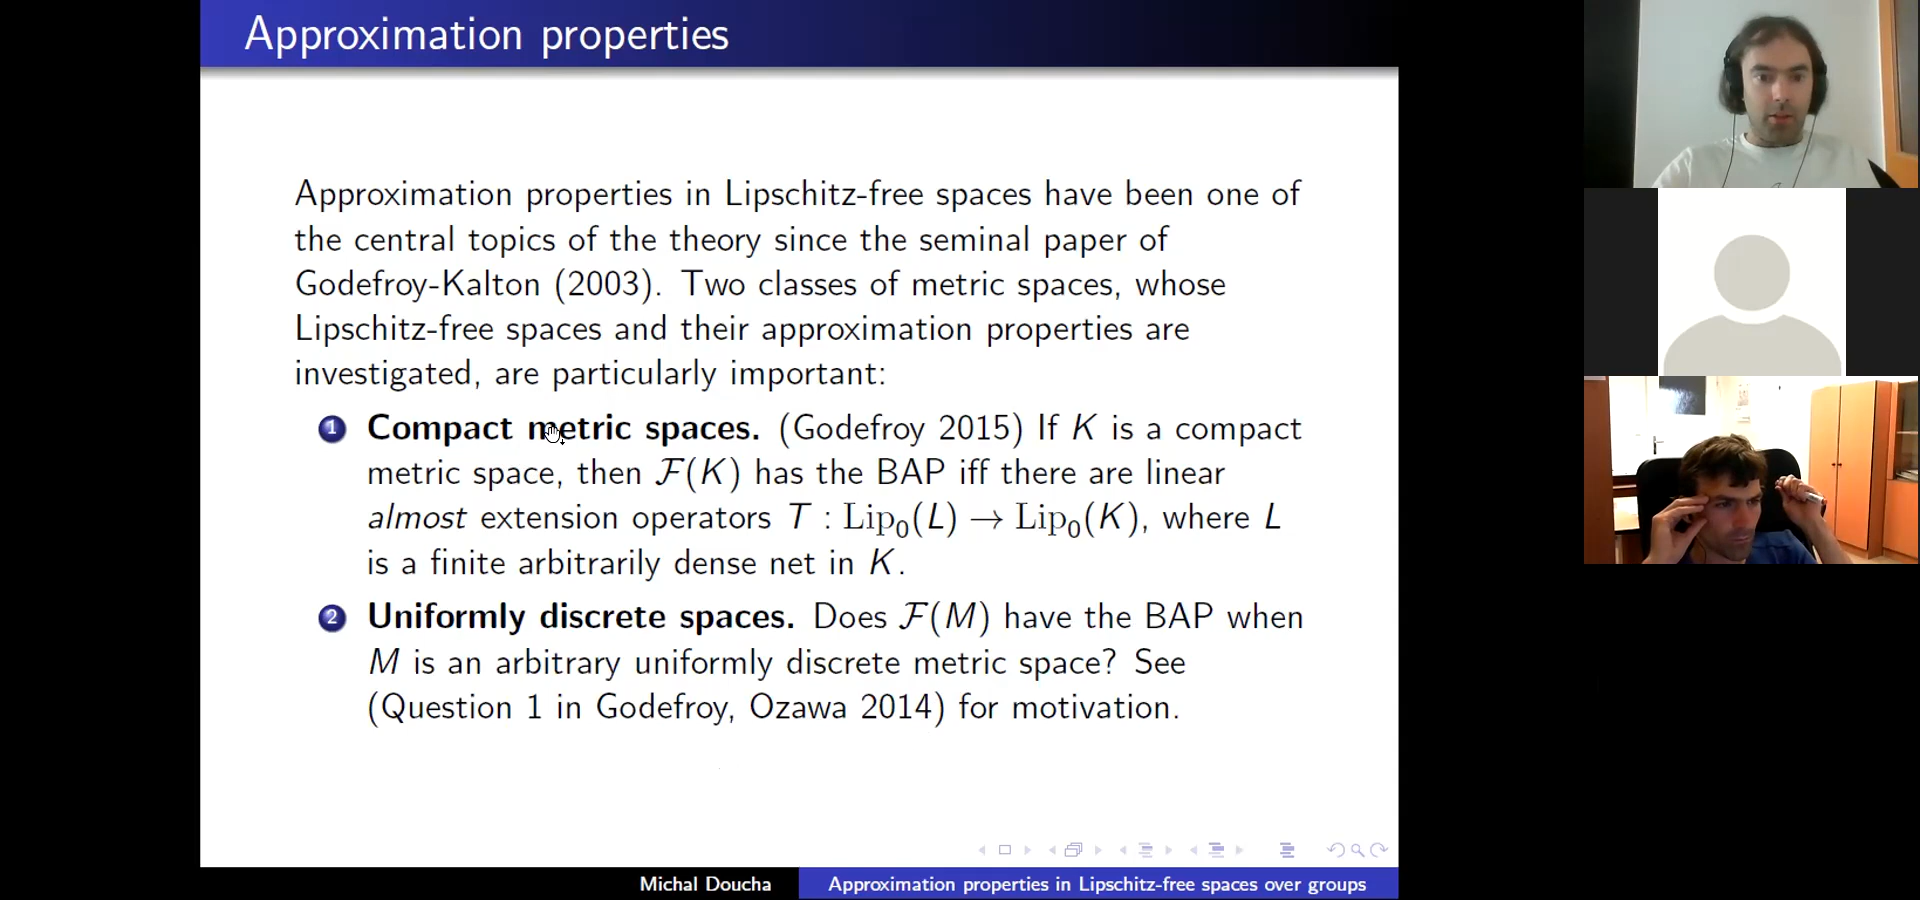 Approximation properties
Approximation properties in Lipschitz-free spaces have been one of
the central topics of the theory since the seminal paper of
Godefroy-Kalton (2003). Two classes of metric spaces, whose
Lipschitz-free spaces and their approximation properties are
investigated, are particularly important:
1 Compact metric spaces. (Godefroy 2015) If K is a compact
metric space, then 𝓕(K) has the BAP iff there are linear
almost extension operators T : Lip₀(L) → Lip₀(K), where L
is a finite arbitrarily dense net in K.
2 Uniformly discrete spaces. Does 𝓕(M) have the BAP when
M is an arbitrary uniformly discrete metric space? See
(Question 1 in Godefroy, Ozawa 2014) for motivation.
Michal Doucha
Approximation properties in Lipschitz-free spaces over groups